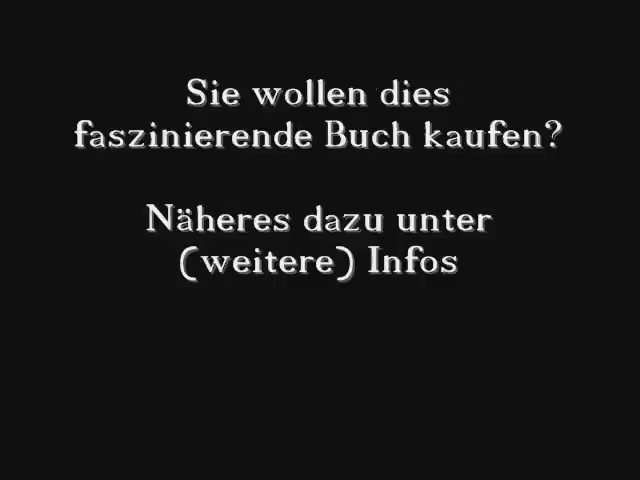 Sie wollen dies
faszinierende Buch kaufen?
Näheres dazu unter
(weitere) Infos